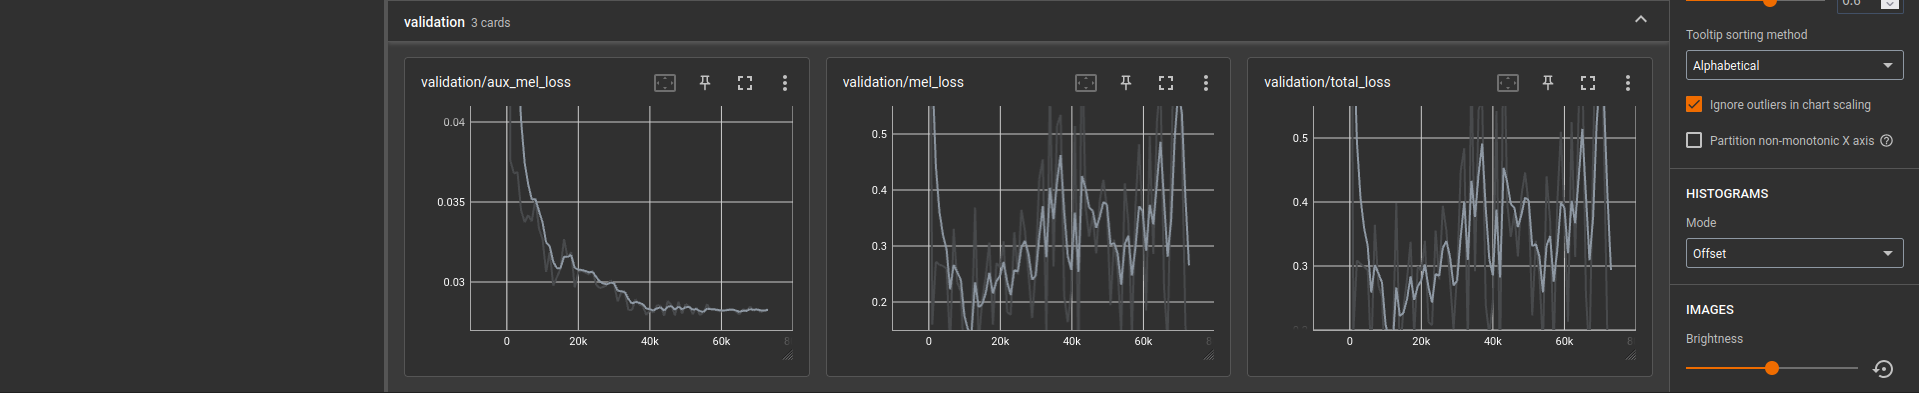 validation 3 cards
validation/aux_mel_loss
0.04
0.035
0.03
0 20k 40k 60k
validation/mel_loss
0.5
0.4
0.3
0.2
0 20k 40k 60k
validation/total_loss
0.5
0.4
0.3
0 20k 40k 60k
Tooltip sorting method
Alphabetical
Ignore outliers in chart scaling
Partition non-monotonic X axis
HISTOGRAMS
Mode
Offset
IMAGES
Brightness